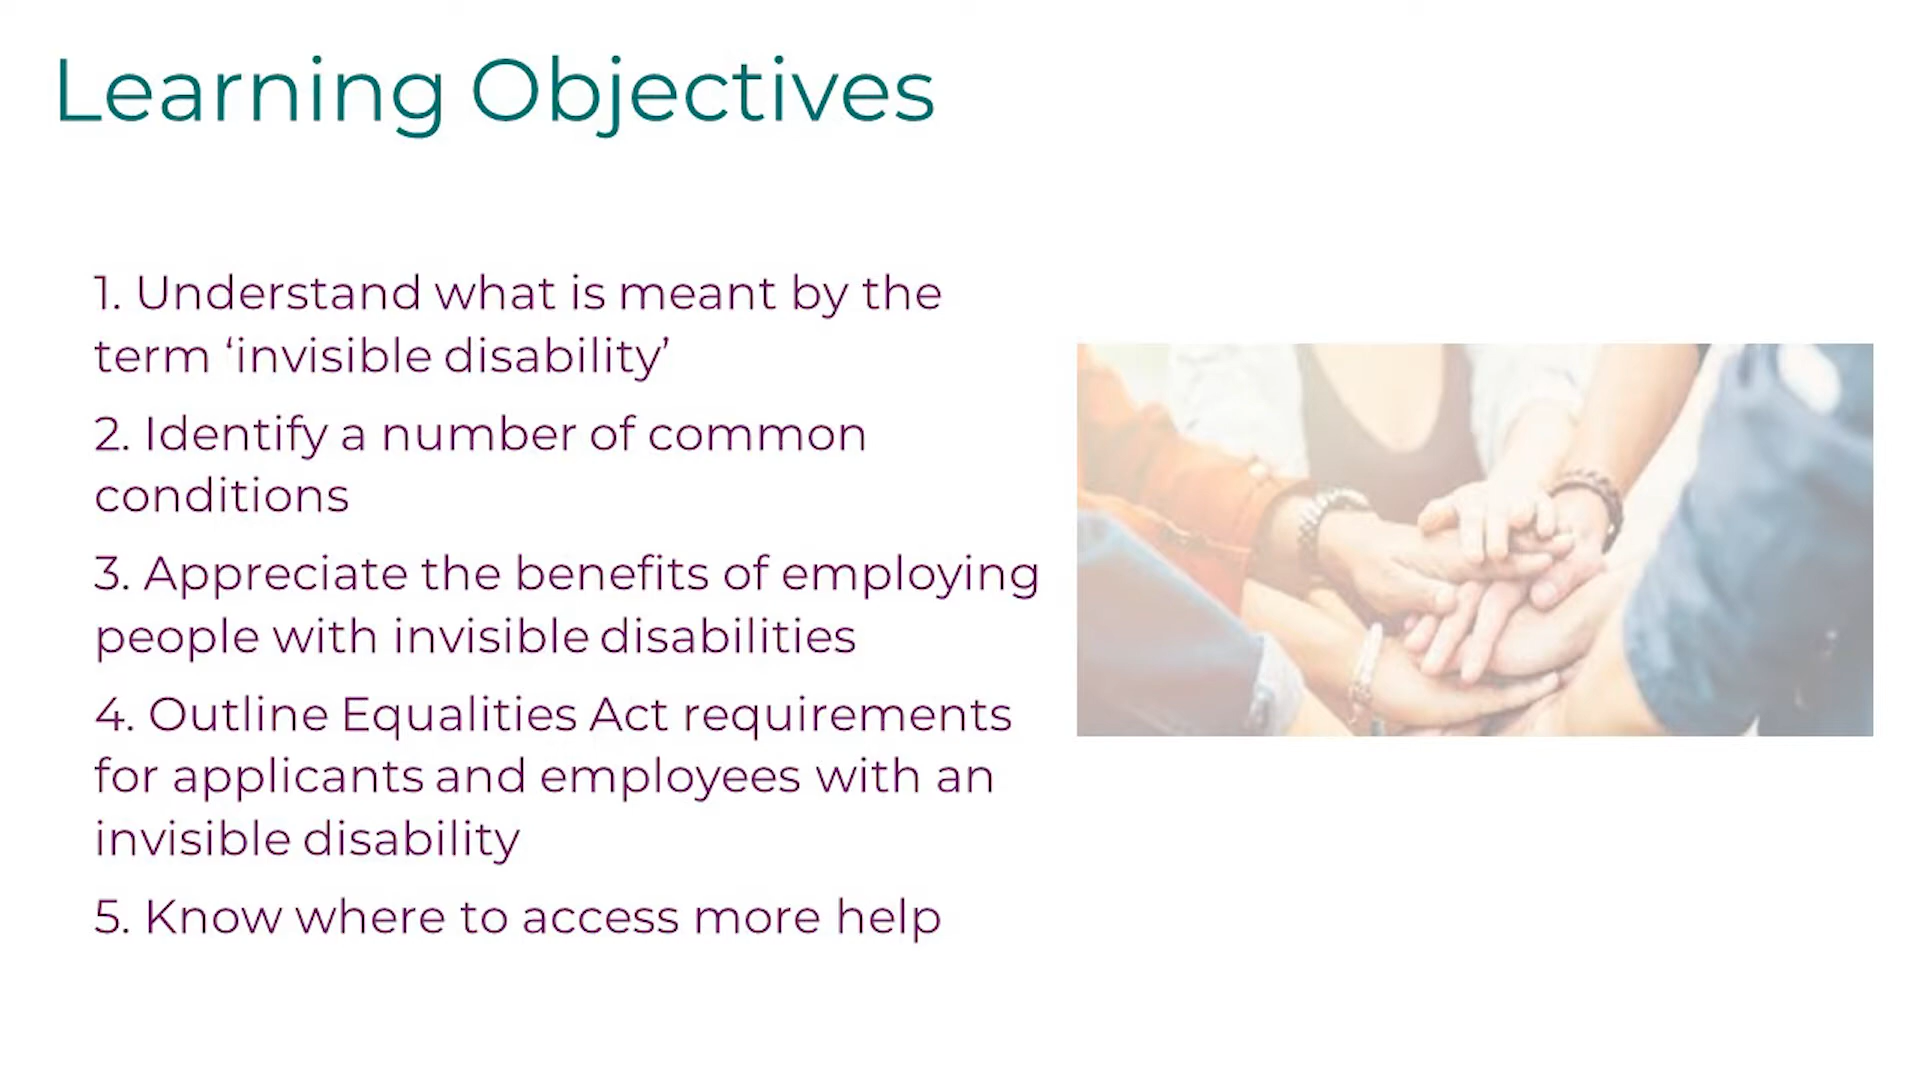 Learning Objectives
1. Understand what is meant by the
term ‘invisible disability’
2. Identify a number of common
conditions
3. Appreciate the benefits of employing
people with invisible disabilities
4. Outline Equalities Act requirements
for applicants and employees with an
invisible disability
5. Know where to access more help